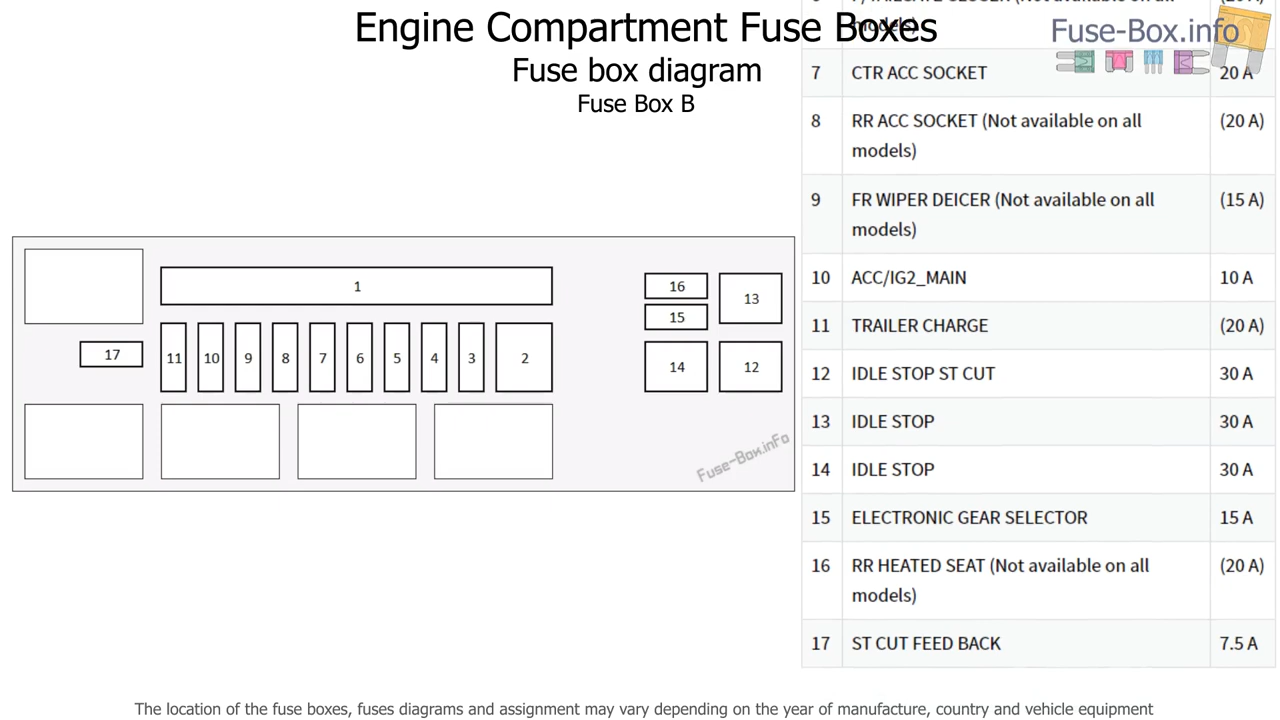 Engine Compartment Fuse Boxes
Fuse box diagram
Fuse Box B
Fuse-Box.info
models)
7 CTR ACC SOCKET 20 A
8 RR ACC SOCKET (Not available on all (20 A)
models)
9 FR WIPER DEICER (Not available on all (15 A)
models)
10 ACC/IG2_MAIN 10 A
11 TRAILER CHARGE (20 A)
12 IDLE STOP ST CUT 30 A
13 IDLE STOP 30 A
14 IDLE STOP 30 A
15 ELECTRONIC GEAR SELECTOR 15 A
16 RR HEATED SEAT (Not available on all (20 A)
models)
17 ST CUT FEED BACK 7.5 A
1
16 13
15
17 11 10 9 8 7 6 5 4 3 2 14 12
Fuse-Box.inFo
The location of the fuse boxes, fuses diagrams and assignment may vary depending on the year of manufacture, country and vehicle equipment